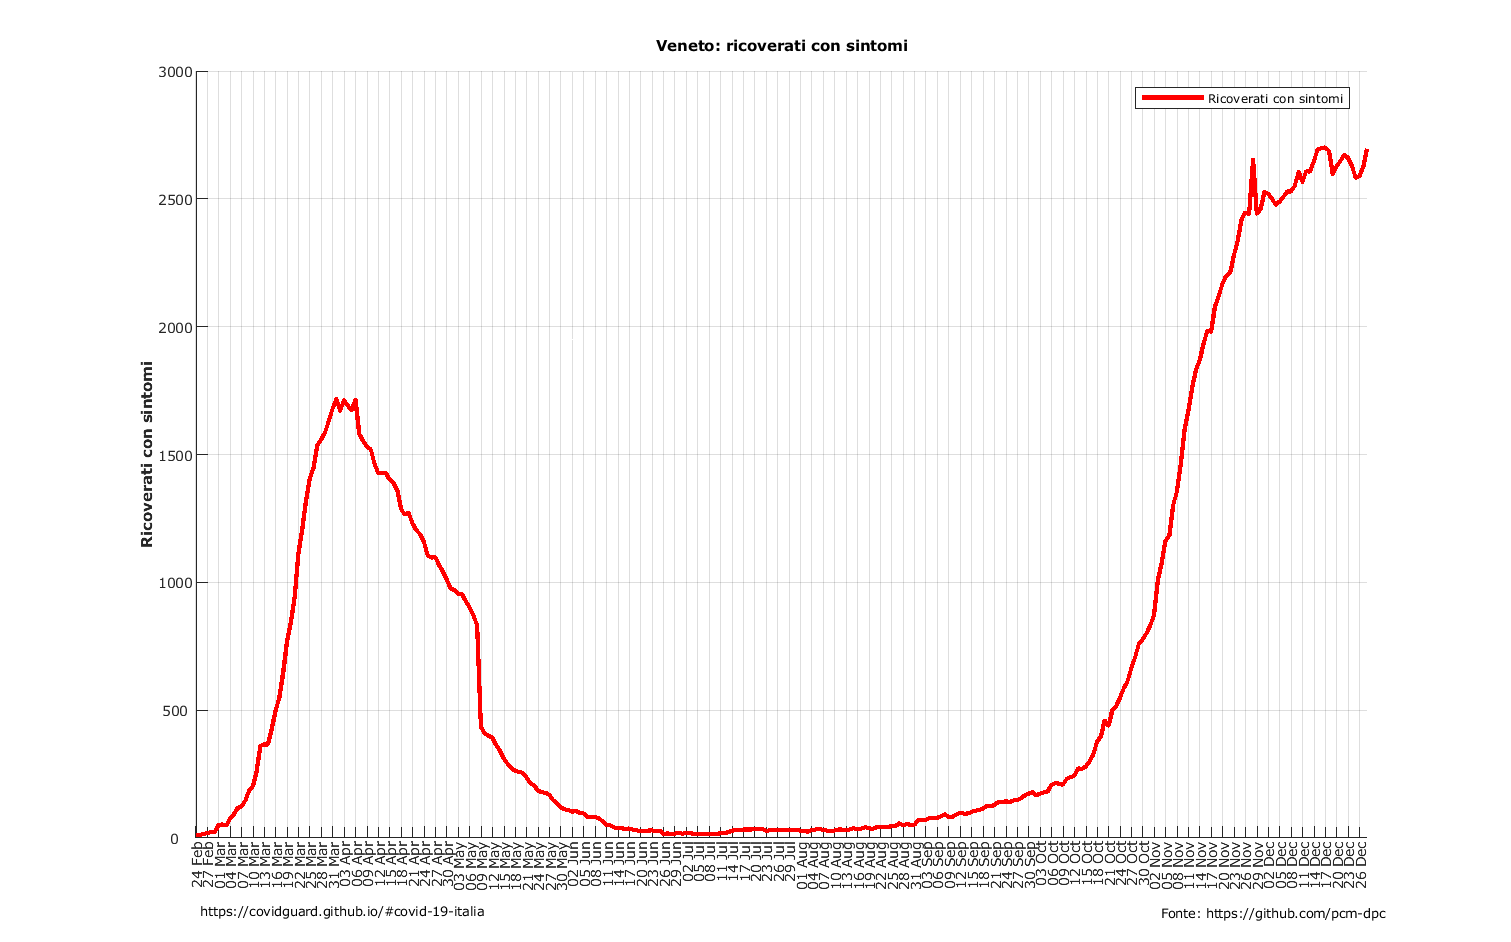 Veneto: ricoverati con sintomi
Ricoverati con sintomi
Ricoverati con sintomi
3000
2500
2000
1500
1000
500
0
24 Feb
27 Feb
01 Mar
04 Mar
07 Mar
10 Mar
13 Mar
16 Mar
19 Mar
22 Mar
25 Mar
28 Mar
31 Mar
03 Apr
06 Apr
09 Apr
12 Apr
15 Apr
18 Apr
21 Apr
24 Apr
27 Apr
30 Apr
03 May
06 May
09 May
12 May
15 May
18 May
21 May
24 May
27 May
30 May
02 Jun
05 Jun
08 Jun
11 Jun
14 Jun
17 Jun
20 Jun
23 Jun
26 Jun
29 Jun
02 Jul
05 Jul
08 Jul
11 Jul
14 Jul
17 Jul
20 Jul
23 Jul
26 Jul
29 Jul
01 Aug
04 Aug
07 Aug
10 Aug
13 Aug
16 Aug
19 Aug
22 Aug
25 Aug
28 Aug
31 Aug
03 Sep
06 Sep
09 Sep
12 Sep
15 Sep
18 Sep
21 Sep
24 Sep
27 Sep
30 Sep
03 Oct
06 Oct
09 Oct
12 Oct
15 Oct
18 Oct
21 Oct
24 Oct
27 Oct
30 Oct
02 Nov
05 Nov
08 Nov
11 Nov
14 Nov
17 Nov
20 Nov
23 Nov
26 Nov
29 Nov
02 Dec
05 Dec
08 Dec
11 Dec
14 Dec
17 Dec
20 Dec
23 Dec
26 Dec
https://covidguard.github.io/#covid-19-italia
Fonte: https://github.com/pcm-dpc